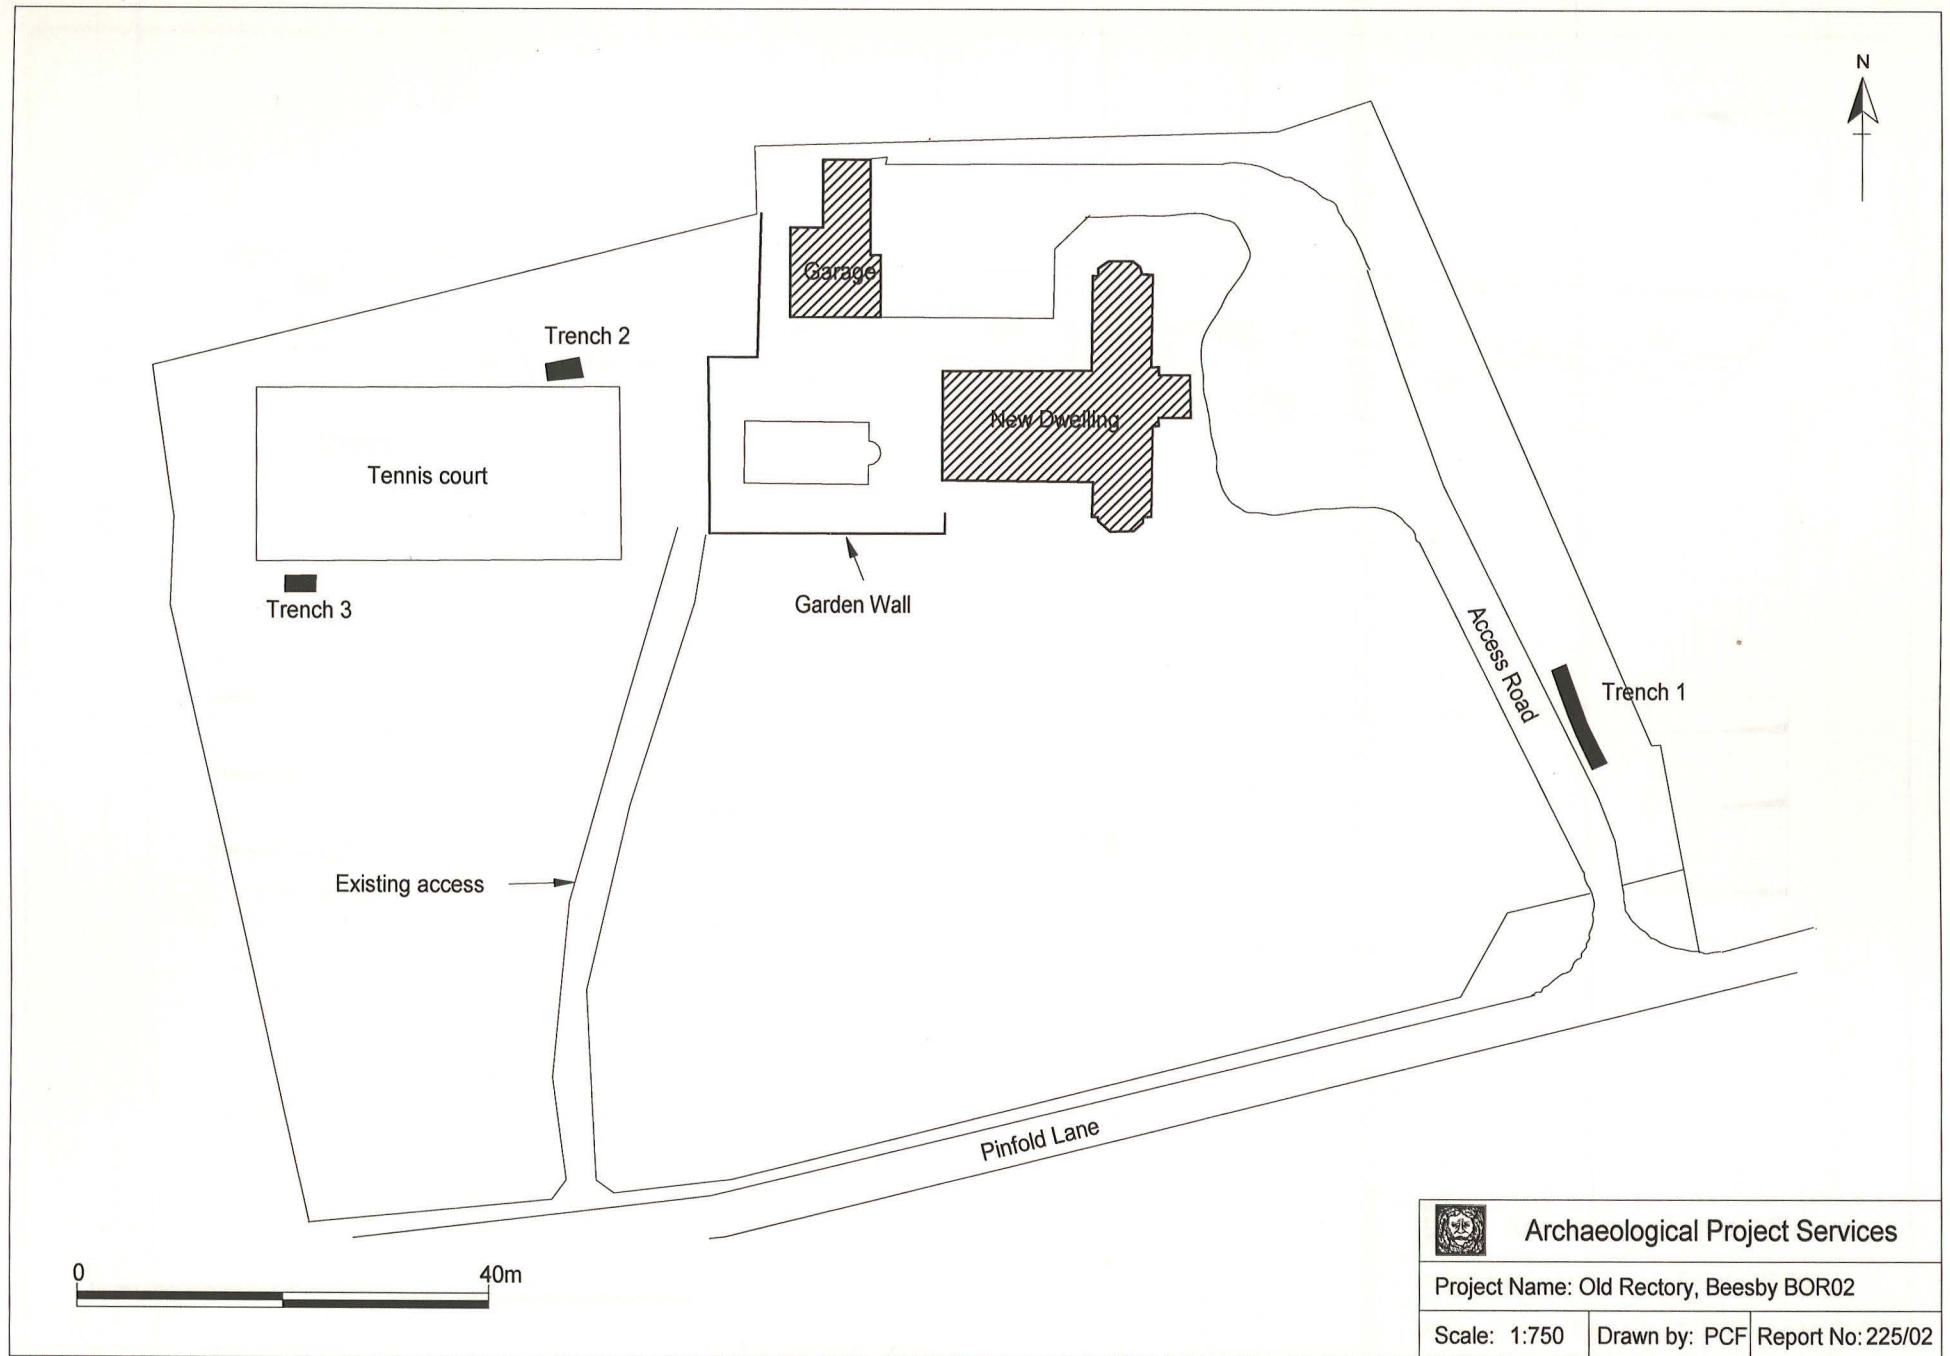 N
Garage
Trench 2
New Dwelling
Tennis court
Trench 3
Garden Wall
Access Road
Trench 1
Existing access
Pinfold Lane
0 40m
Archaeological Project Services
Project Name: Old Rectory, Beesby BOR02
Scale: 1:750 Drawn by: PCF Report No: 225/02